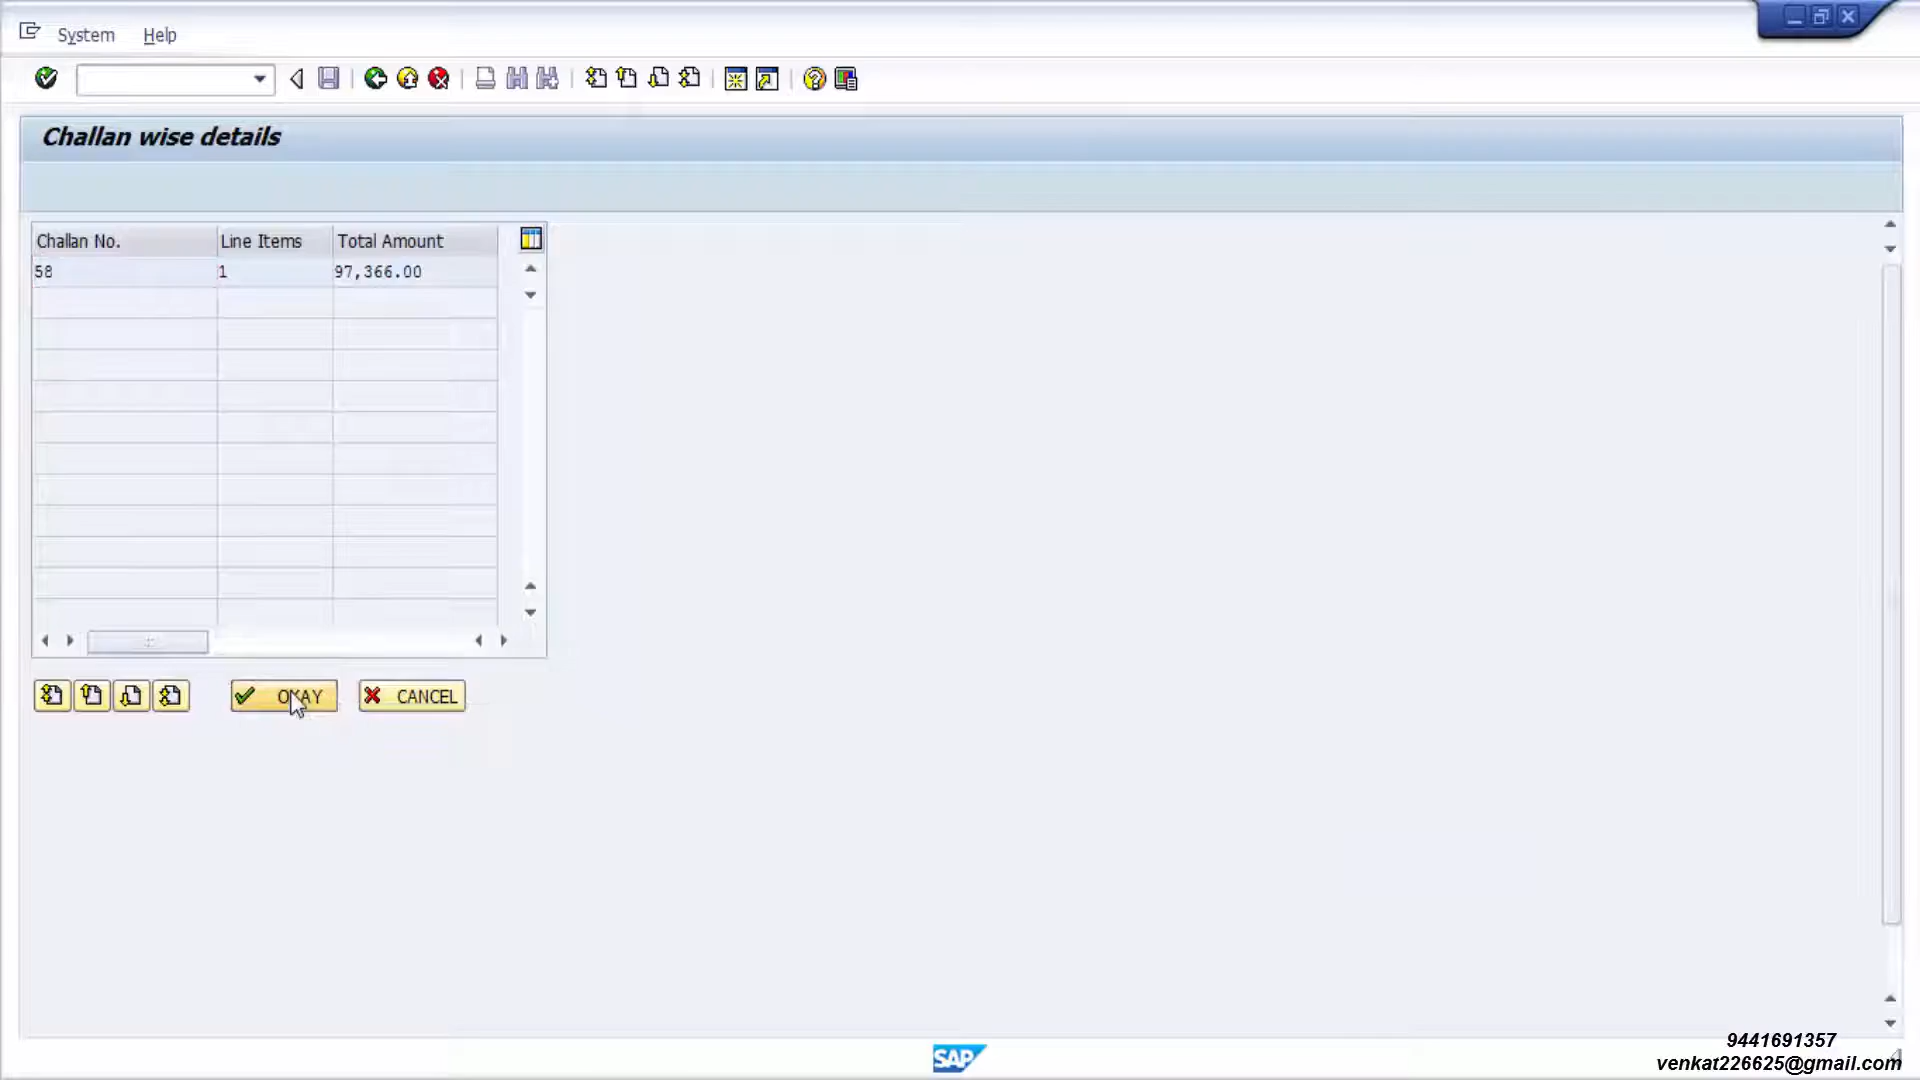 System Help
Challan wise details
Challan No. Line Items Total Amount
58 1 97,366.00
OKAY CANCEL
SAP
9441691357
venkat226625@gmail.com